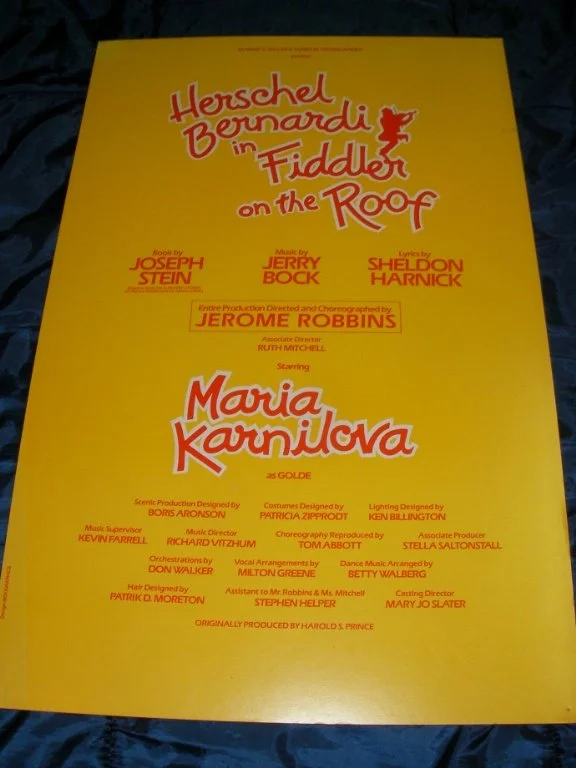 Herschel
Bernardi
in Fiddler
on the Roof
Book by
JOSEPH
STEIN
Music by
JERRY
BOCK
Lyrics by
SHELDON
HARNICK
Entire Production Directed and Choreographed by
JEROME ROBBINS
Associate Director
RUTH MITCHELL
Starring
Maria
Karnilova
as GOLDE
Scenic Production Designed by
BORIS ARONSON
Costumes Designed by
PATRICIA ZIPPRODT
Lighting Designed by
KEN BILLINGTON
Music Supervisor
KEVIN FARRELL
Music Director
RICHARD VITZHUM
Choreography Reproduced by
TOM ABBOTT
Associate Producer
STELLA SALTONSTALL
Orchestrations by
DON WALKER
Vocal Arrangements by
MILTON GREENE
Dance Music Arranged by
BETTY WALBERG
Hair Designed by
PATRIK D. MORETON
Assistant to Mr. Robbins & Ms. Mitchell
STEPHEN HELPER
Casting Director
MARY JO SLATER
ORIGINALLY PRODUCED BY HAROLD S. PRINCE